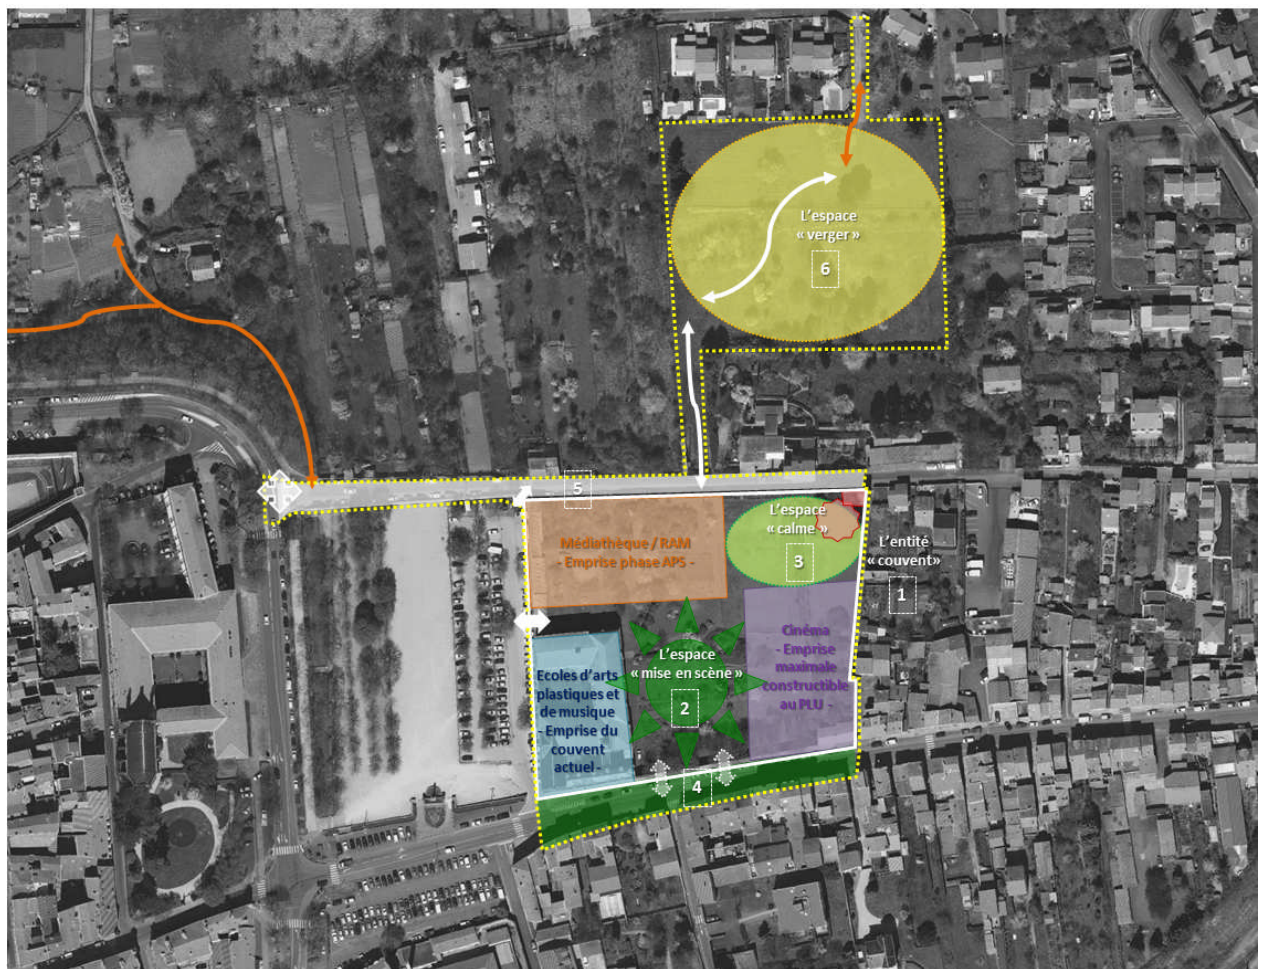 L’espace
« verger »
6
5
L’espace
« calme »
3
Médiathèque / RAM
- Emprise phase APS -
L’entité
« couvent»
1
Cinéma
- Emprise
maximale
constructible
au PLU -
L’espace
« mise en scène »
2
Ecoles d’arts
plastiques et
de musique
- Emprise du
couvent
actuel -
4